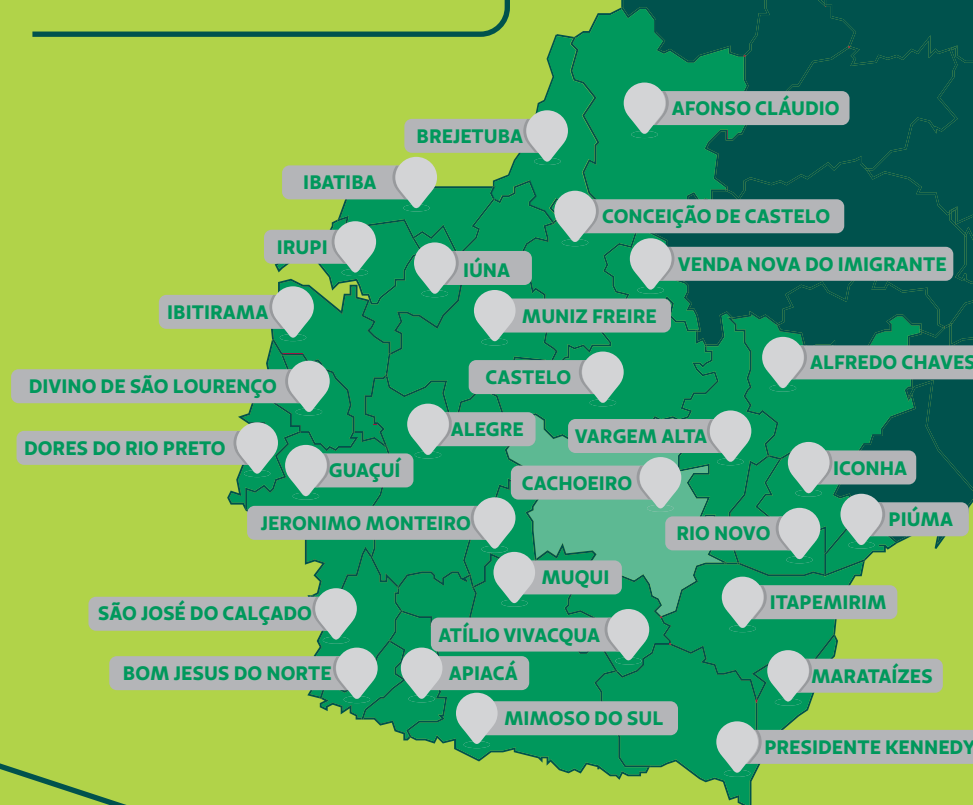 AFONSO CLÁUDIO
BREJETUBA
IBATIBA
CONCEIÇÃO DE CASTELO
IRUPI
IÚNA
VENDA NOVA DO IMIGRANTE
IBITIRAMA
MUNIZ FREIRE
ALFREDO CHAVES
CASTELO
DIVINO DE SÃO LOURENÇO
ALEGRE
VARGEM ALTA
DORES DO RIO PRETO
GUAÇUÍ
ICONHA
CACHOEIRO
JERONIMO MONTEIRO
PIÚMA
RIO NOVO
MUQUI
ITAPEMIRIM
SÃO JOSÉ DO CALÇADO
ATÍLIO VIVACQUA
BOM JESUS DO NORTE
APIACÁ
MARATAÍZES
MIMOSO DO SUL
PRESIDENTE KENNEDY